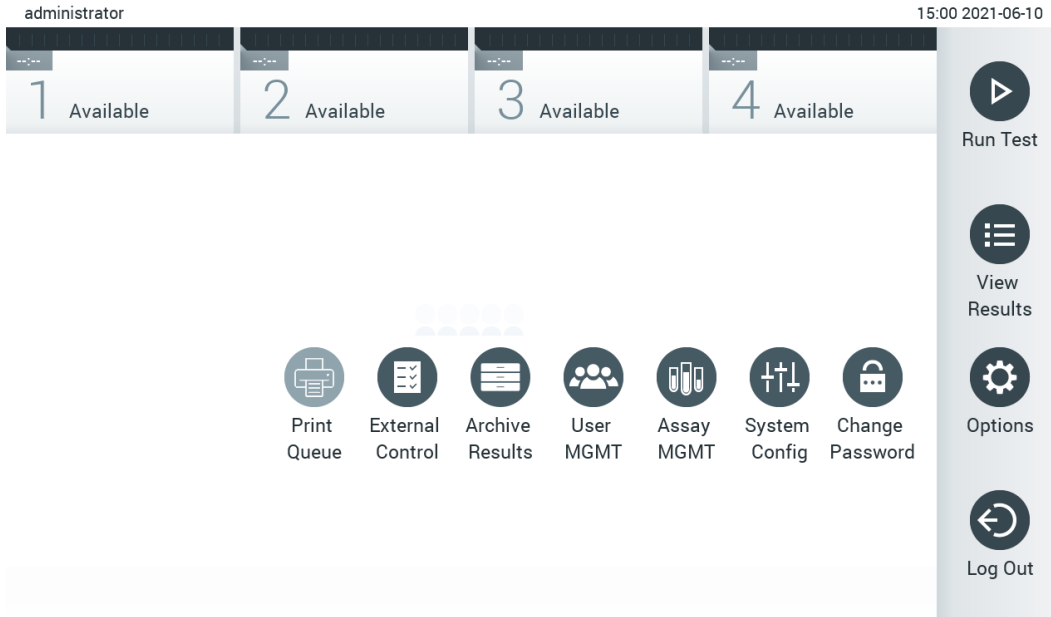 administrator
15:00 2021-06-10
--:--
--:--
--:--
--:--
1 Available
2 Available
3 Available
4 Available
Run Test
View
Results
Print
Queue
External
Control
Archive
Results
User
MGMT
Assay
MGMT
System
Config
Change
Password
Options
Log Out